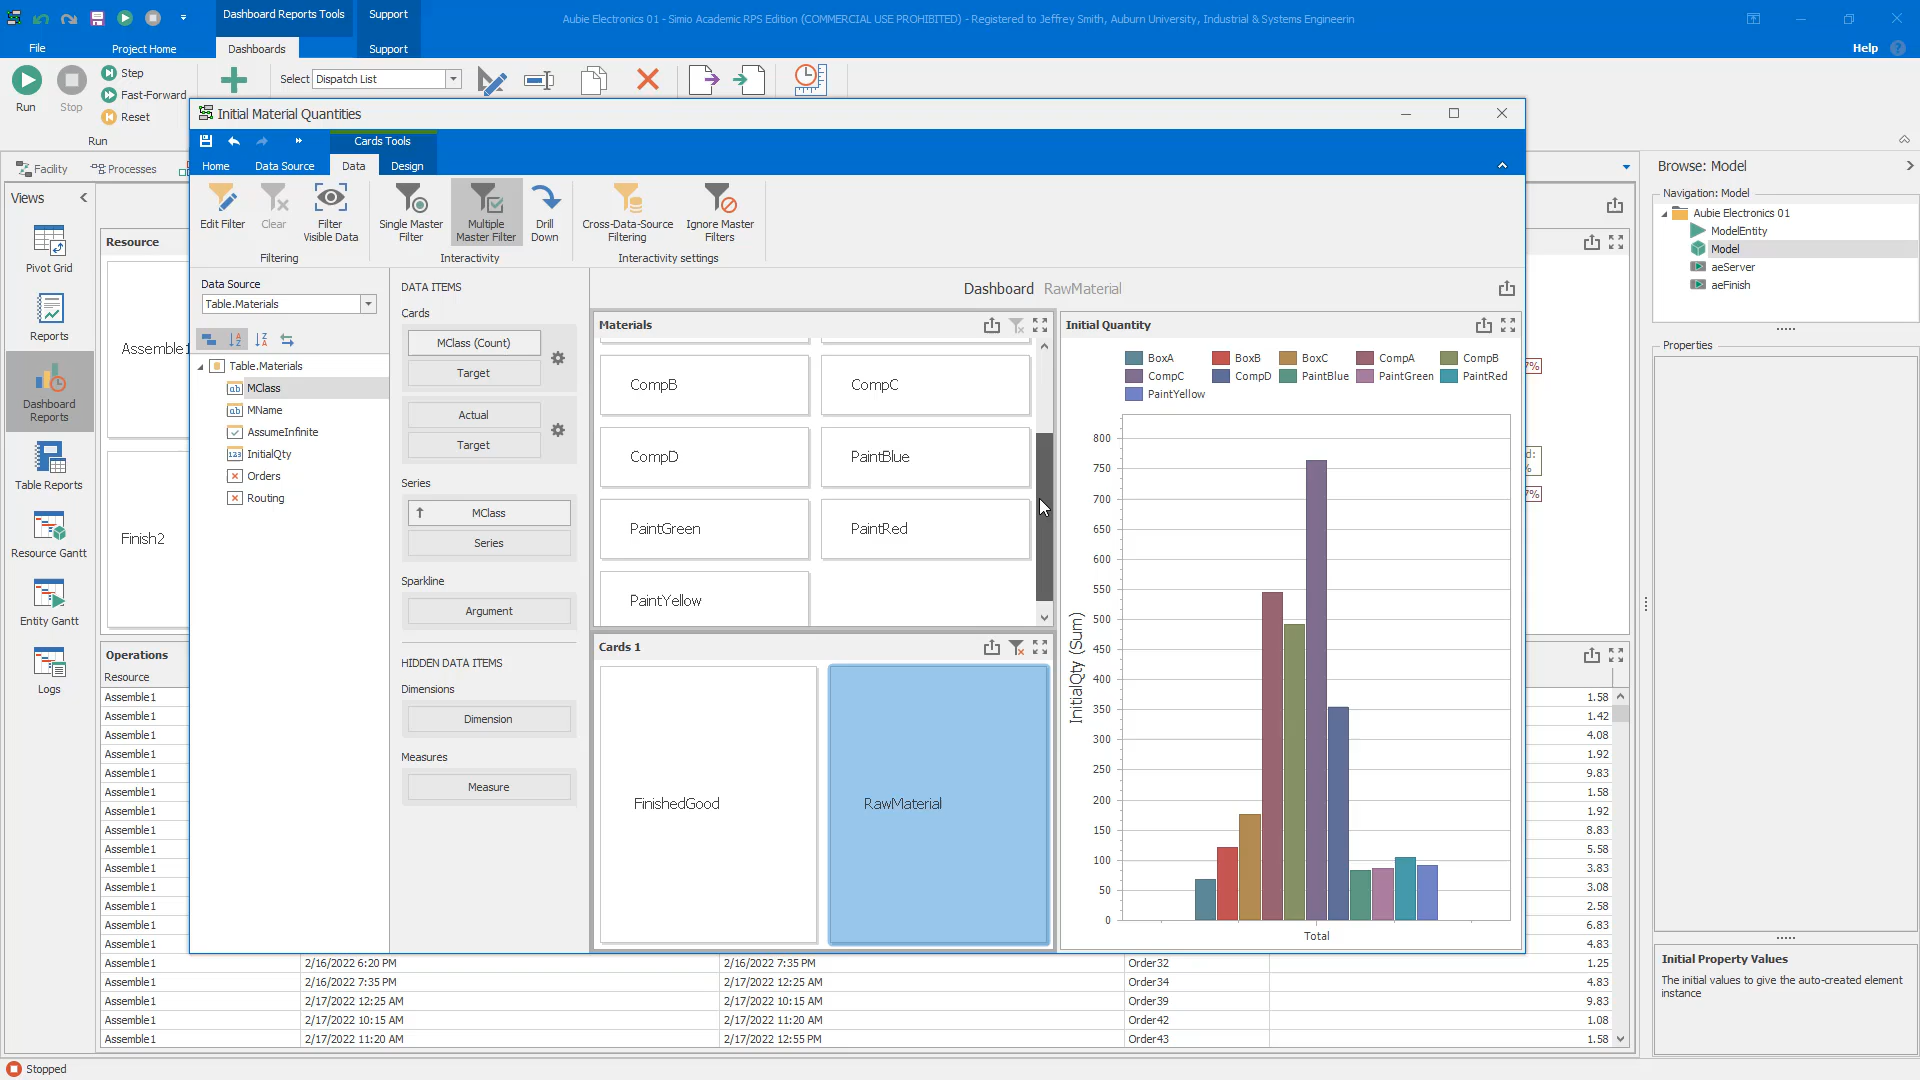 Dashboard Reports Tools
Support
Aubie Electronics 01 - Simio Academic RPS Edition (COMMERCIAL USE PROHIBITED) - Registered to Jeffrey Smith, Auburn University, Industrial & Systems Engineerin
File
Project Home
Dashboards
Support
Help
Run
Stop
Step
Fast-Forward
Reset
Select
Dispatch List
Run
Facility
Processes
Initial Material Quantities
Cards Tools
Home
Data Source
Data
Design
Edit Filter
Clear
Filter
Visible Data
Single Master
Filter
Multiple
Master Filter
Drill
Down
Cross-Data-Source
Filtering
Ignore Master
Filters
Filtering
Interactivity
Interactivity settings
Views
Pivot Grid
Reports
Dashboard
Reports
Table Reports
Resource Gantt
Entity Gantt
Logs
Resource
Assemble1
Finish2
Data Source
Table.Materials
Table.Materials
MClass
MName
AssumeInfinite
InitialQty
Orders
Routing
DATA ITEMS
Cards
MClass (Count)
Target
Actual
Target
Series
MClass
Series
Sparkline
Argument
HIDDEN DATA ITEMS
Dimensions
Dimension
Measures
Measure
Dashboard RawMaterial
Materials
CompB
CompC
CompD
PaintBlue
PaintGreen
PaintRed
PaintYellow
Cards 1
FinishedGood
RawMaterial
Initial Quantity
BoxA BoxB BoxC CompA CompB
CompC CompD PaintBlue PaintGreen PaintRed
PaintYellow
InitialQty (Sum)
800
750
700
650
600
550
500
450
400
350
300
250
200
150
100
50
0
Total
7%
d:
%
7%
Browse: Model
Navigation: Model
Aubie Electronics 01
ModelEntity
Model
aeServer
aeFinish
Properties
Initial Property Values
The initial values to give the auto-created element
instance
Operations
Resource
Assemble1 1.58
Assemble1 1.42
Assemble1 4.08
Assemble1 1.92
Assemble1 9.83
Assemble1 1.58
Assemble1 1.92
Assemble1 8.83
Assemble1 5.58
Assemble1 3.83
Assemble1 3.08
Assemble1 2.58
Assemble1 6.83
Assemble1 4.83
Assemble1 2/16/2022 6:20 PM 2/16/2022 7:35 PM Order32 1.25
Assemble1 2/16/2022 7:35 PM 2/17/2022 12:25 AM Order34 4.83
Assemble1 2/17/2022 12:25 AM 2/17/2022 10:15 AM Order39 9.83
Assemble1 2/17/2022 10:15 AM 2/17/2022 11:20 AM Order42 1.08
Assemble1 2/17/2022 11:20 AM 2/17/2022 12:55 PM Order43 1.58
Stopped